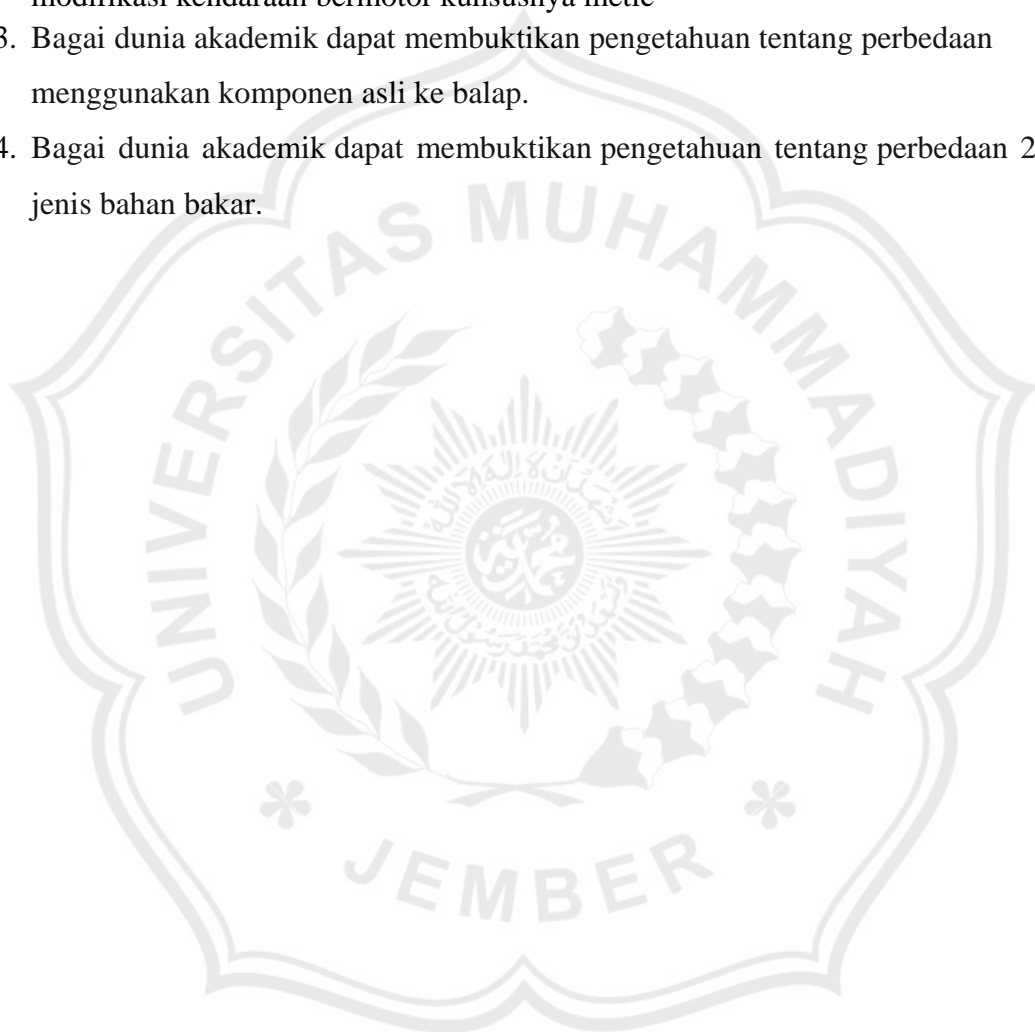 modifikasi kendaraan bermotor kuhsusnya metic
3. Bagai dunia akademik dapat membuktikan pengetahuan tentang perbedaan
menggunakan komponen asli ke balap.
4. Bagai dunia akademik dapat membuktikan pengetahuan tentang perbedaan 2
jenis bahan bakar.
UNIVERSITAS MUHAMMADIYAH
JEMBER